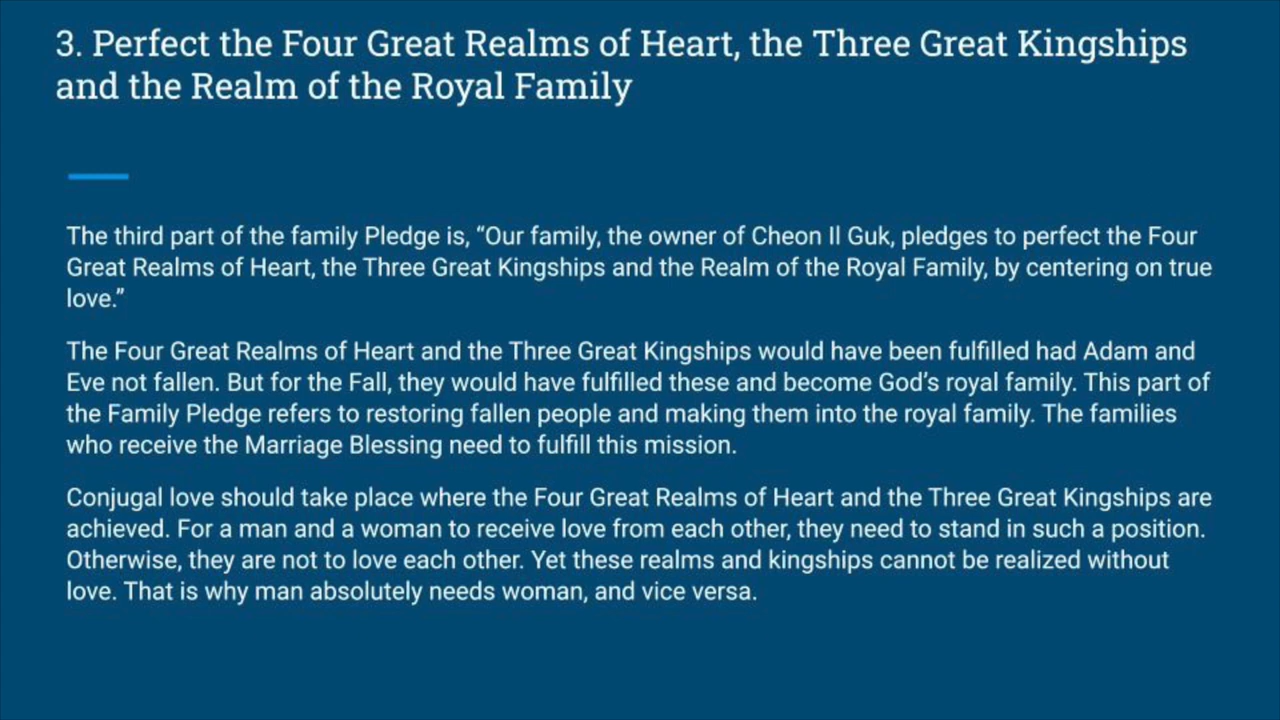 3. Perfect the Four Great Realms of Heart, the Three Great Kingships
and the Realm of the Royal Family
The third part of the family Pledge is, “Our family, the owner of Cheon Il Guk, pledges to perfect the Four
Great Realms of Heart, the Three Great Kingships and the Realm of the Royal Family, by centering on true
love.”
The Four Great Realms of Heart and the Three Great Kingships would have been fulfilled had Adam and
Eve not fallen. But for the Fall, they would have fulfilled these and become God’s royal family. This part of
the Family Pledge refers to restoring fallen people and making them into the royal family. The families
who receive the Marriage Blessing need to fulfill this mission.
Conjugal love should take place where the Four Great Realms of Heart and the Three Great Kingships are
achieved. For a man and a woman to receive love from each other, they need to stand in such a position.
Otherwise, they are not to love each other. Yet these realms and kingships cannot be realized without
love. That is why man absolutely needs woman, and vice versa.